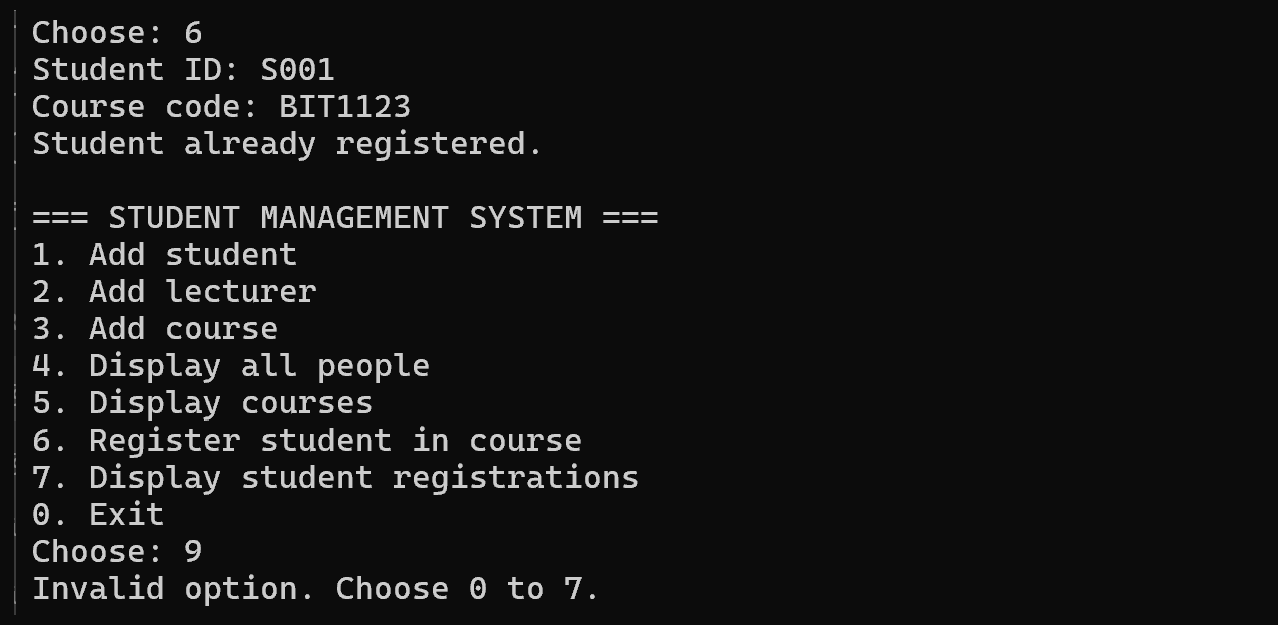 Choose: 6
Student ID: S001
Course code: BIT1123
Student already registered.

=== STUDENT MANAGEMENT SYSTEM ===
1. Add student
2. Add lecturer
3. Add course
4. Display all people
5. Display courses
6. Register student in course
7. Display student registrations
0. Exit
Choose: 9
Invalid option. Choose 0 to 7.